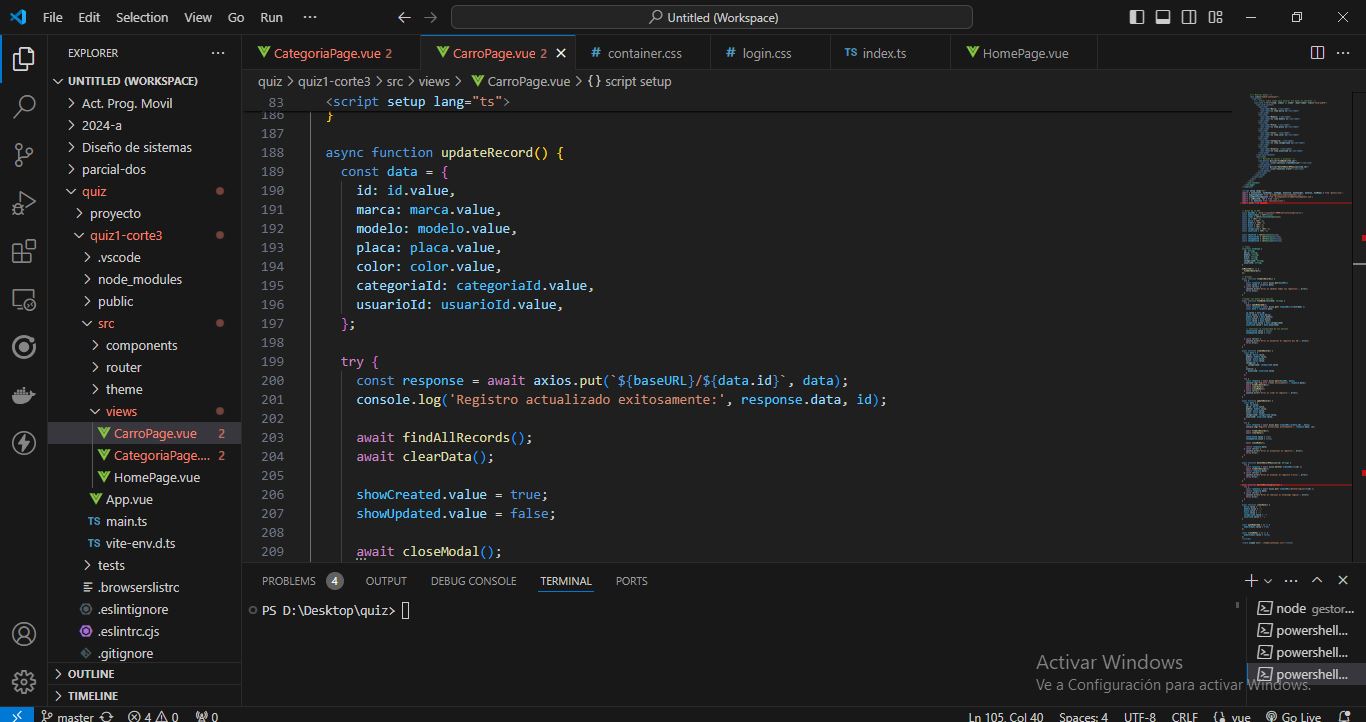 File Edit Selection View Go Run ··· Untitled (Workspace)
EXPLORER ···
UNTITLED (WORKSPACE)
Act. Prog. Movil
2024-a
Diseño de sistemas
parcial-dos
quiz
proyecto
quiz1-corte3
.vscode
node_modules
public
src
components
router
theme
views
CarroPage.vue 2
CategoriaPage.... 2
HomePage.vue
App.vue
TS main.ts
TS vite-env.d.ts
tests
.browserslistrc
.eslintignore
.eslintrc.cjs
.gitignore
OUTLINE
TIMELINE
CategoriaPage.vue 2 CarroPage.vue 2 # container.css # login.css TS index.ts HomePage.vue ···
quiz > quiz1-corte3 > src > views > CarroPage.vue > {} script setup
83 <script setup lang="ts">
186 }
187
188 async function updateRecord() {
189 const data = {
190 id: id.value,
191 marca: marca.value,
192 modelo: modelo.value,
193 placa: placa.value,
194 color: color.value,
195 categoriaId: categoriaId.value,
196 usuarioId: usuarioId.value,
197 };
198
199 try {
200 const response = await axios.put(`${baseURL}/${data.id}`, data);
201 console.log('Registro actualizado exitosamente:', response.data, id);
202
203 await findAllRecords();
204 await clearData();
205
206 showCreated.value = true;
207 showUpdated.value = false;
208
209 await closeModal();
PROBLEMS 4 OUTPUT DEBUG CONSOLE TERMINAL PORTS
PS D:\Desktop\quiz>
node gestor...
powershell...
powershell...
powershell...
Activar Windows
Ve a Configuración para activar Windows.
master 4 0 0 Ln 105, Col 40 Spaces: 4 UTF-8 CRLF {} vue Go Live